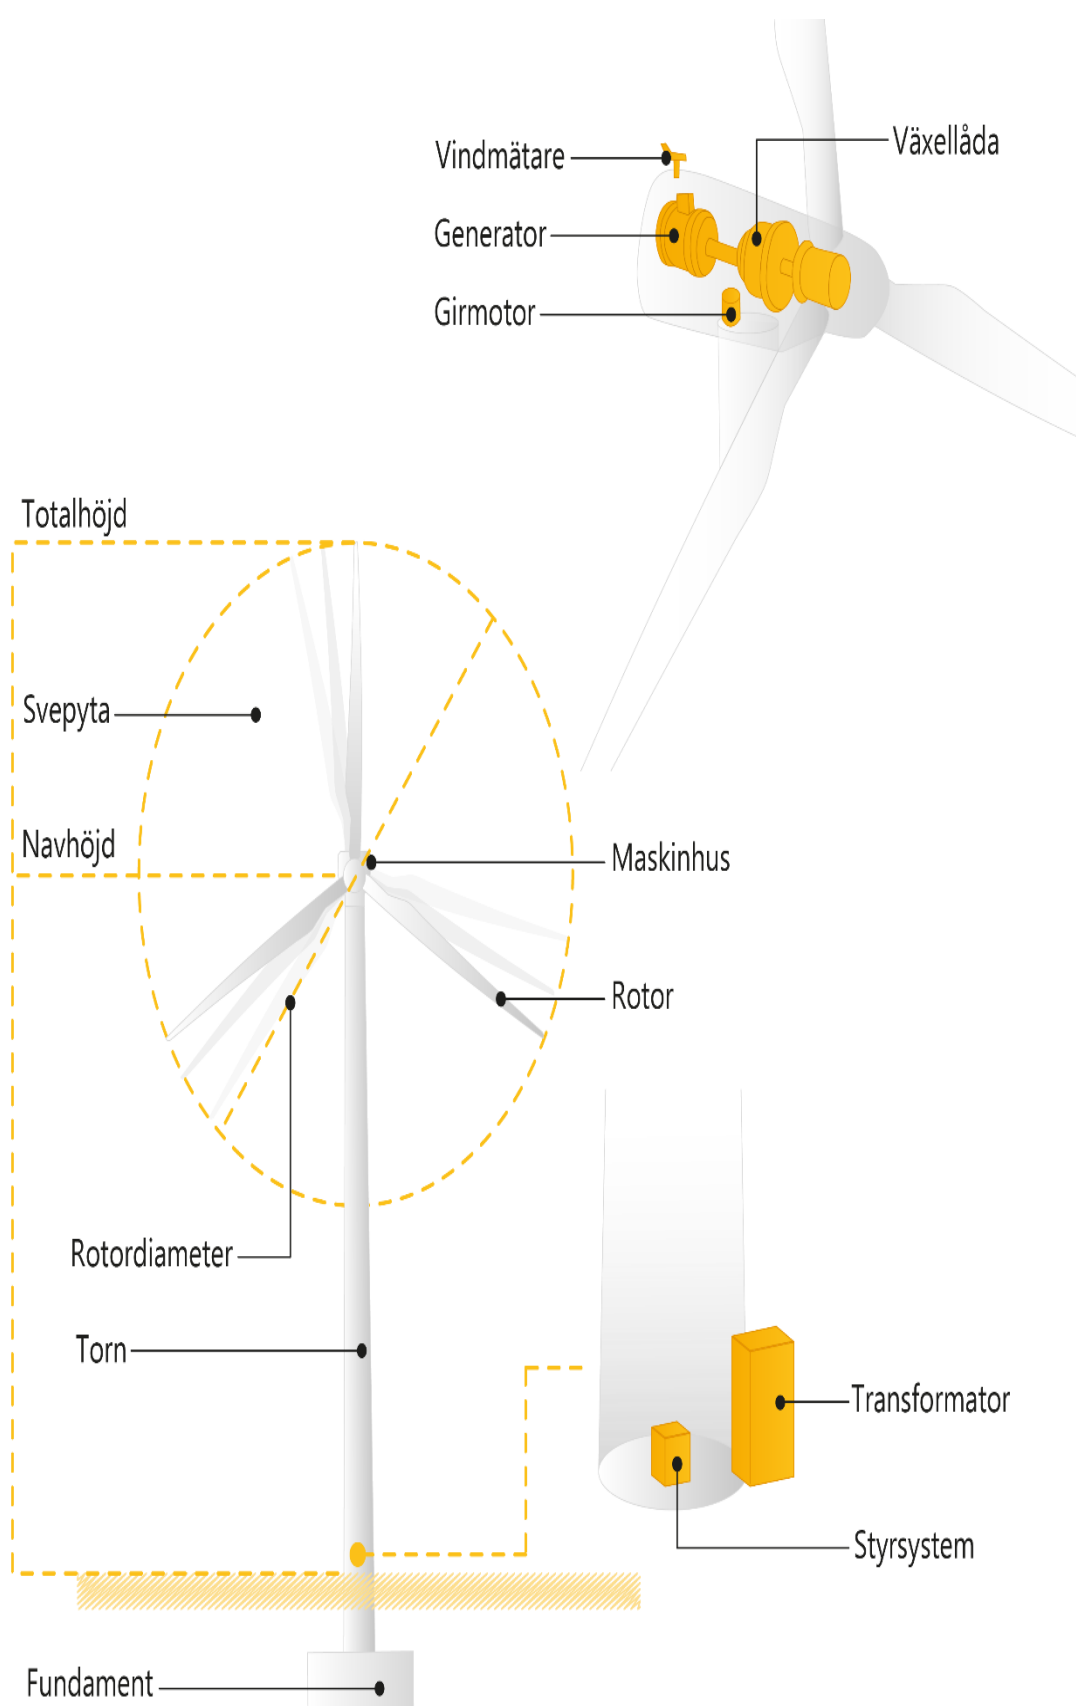 Vindmätare
Växellåda
Generator
Girmotor
Totalhöjd
Svepyta
Navhöjd
Maskinhus
Rotor
Rotordiameter
Torn
Transformator
Styrsystem
Fundament